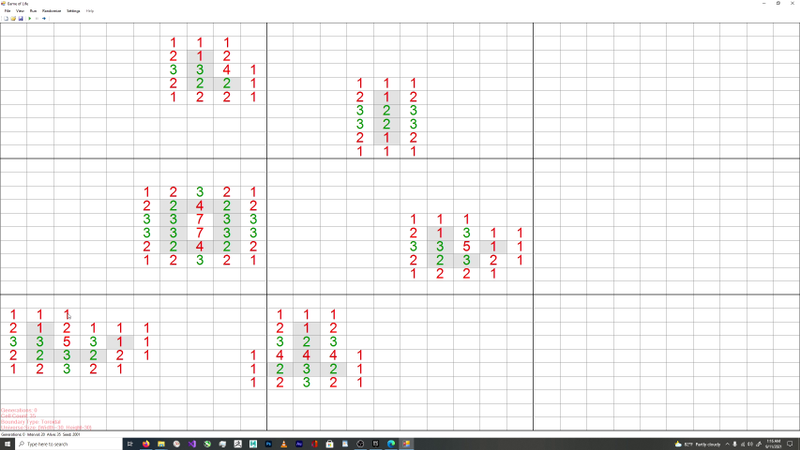 Game of Life
File View Run Randomize Settings Help
1 1 1
2 1 2
3 3 4 1
2 2 2 1
1 2 2 1
1 1 1
2 1 2
3 2 3
3 2 3
2 1 2
1 1 1
1 2 3 2 1
2 2 4 2 2
3 3 7 3 3
3 3 7 3 3
2 2 4 2 2
1 2 3 2 1
1 1 1
2 1 3 1 1
3 3 5 1 1
2 2 3 2 1
1 2 2 1
1 1 1
2 1 2 1 1 1
3 3 5 3 1 1
2 2 3 2 2 1
1 2 3 2 1
1 1 1
2 1 2
3 2 3
1 4 4 4 1
1 2 3 2 1
1 2 3 2 1
Generations: 0
Cell Count: 35
Boundary Type: Toroidal
Type here to search
82°F Partly cloudy